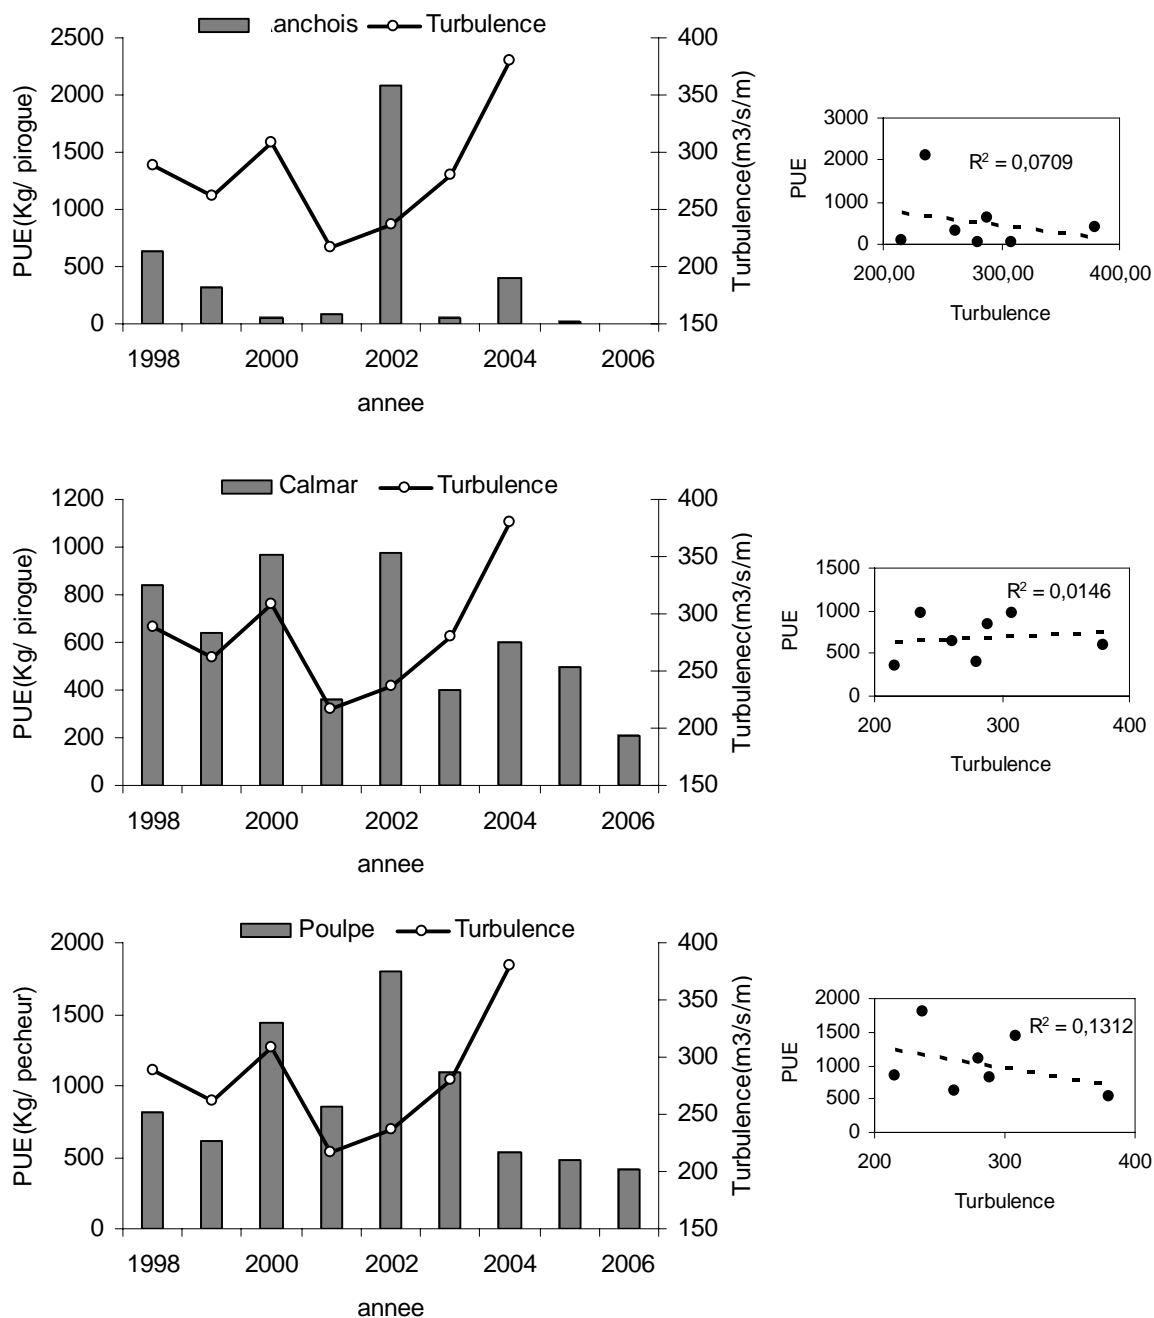 anchois Turbulence
PUE(Kg/ pirogue)
2500
2000
1500
1000
500
0
400
350
300
250
200
150
Turbulence(m3/s/m)
1998 2000 2002 2004 2006
annee
PUE
3000
2000
1000
0
R² = 0,0709
200,00 300,00 400,00
Turbulence
Calmar Turbulence
PUE(Kg/ pirogue)
1200
1000
800
600
400
200
0
400
350
300
250
200
150
Turbulenec(m3/s/m)
1998 2000 2002 2004 2006
annee
PUE
1500
1000
500
0
R² = 0,0146
200 300 400
Turbulence
Poulpe Turbulence
PUE(Kg/ pecheur)
2000
1500
1000
500
0
400
350
300
250
200
150
Turbulence(m3/s/m)
1998 2000 2002 2004 2006
annee
PUE
2000
1500
1000
500
0
R² = 0,1312
200 300 400
Turbulence